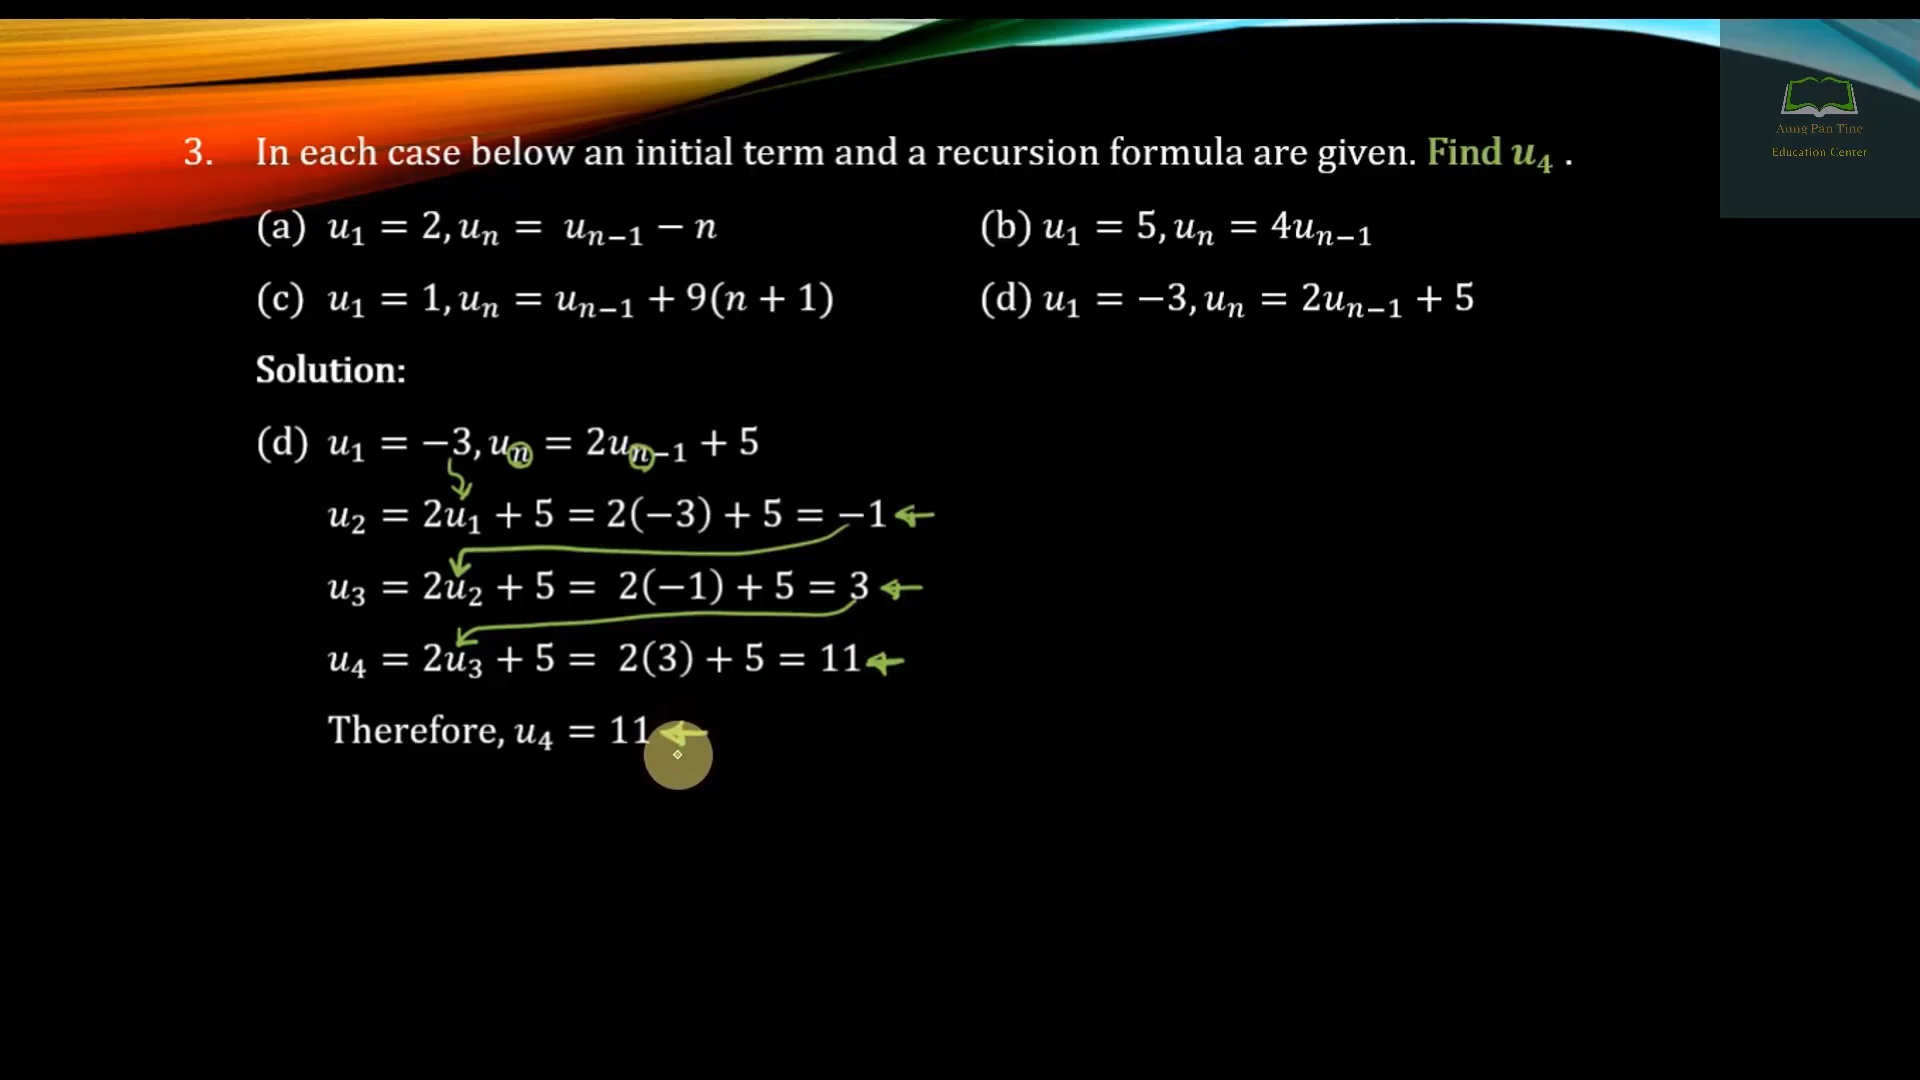 Aung Pan Tine
Education Center
3. In each case below an initial term and a recursion formula are given. Find u₄ .
(a) u₁ = 2, uₙ = uₙ₋₁ − n (b) u₁ = 5, uₙ = 4uₙ₋₁
(c) u₁ = 1, uₙ = uₙ₋₁ + 9(n + 1) (d) u₁ = −3, uₙ = 2uₙ₋₁ + 5
Solution:
(d) u₁ = −3, uₙ = 2uₙ₋₁ + 5
u₂ = 2u₁ + 5 = 2(−3) + 5 = −1
u₃ = 2u₂ + 5 = 2(−1) + 5 = 3
u₄ = 2u₃ + 5 = 2(3) + 5 = 11
Therefore, u₄ = 11